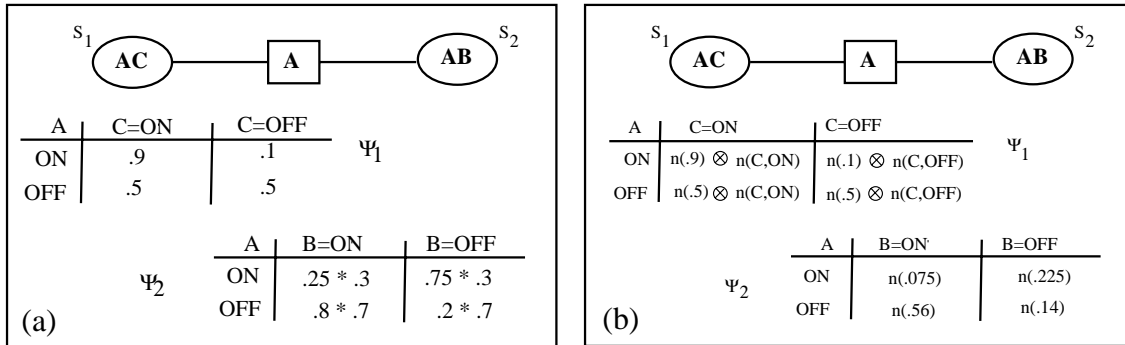 S1 AC A AB S2
A C=ON C=OFF
ON .9 .1 Ψ1
OFF .5 .5
A B=ON B=OFF
ON .25 * .3 .75 * .3
Ψ2
OFF .8 * .7 .2 * .7
(a)
S1 AC A AB S2
A C=ON C=OFF
ON n(.9) ⊗ n(C,ON) n(.1) ⊗ n(C,OFF) Ψ1
OFF n(.5) ⊗ n(C,ON) n(.5) ⊗ n(C,OFF)
A B=ON B=OFF
ON n(.075) n(.225)
Ψ2
OFF n(.56) n(.14)
(b)